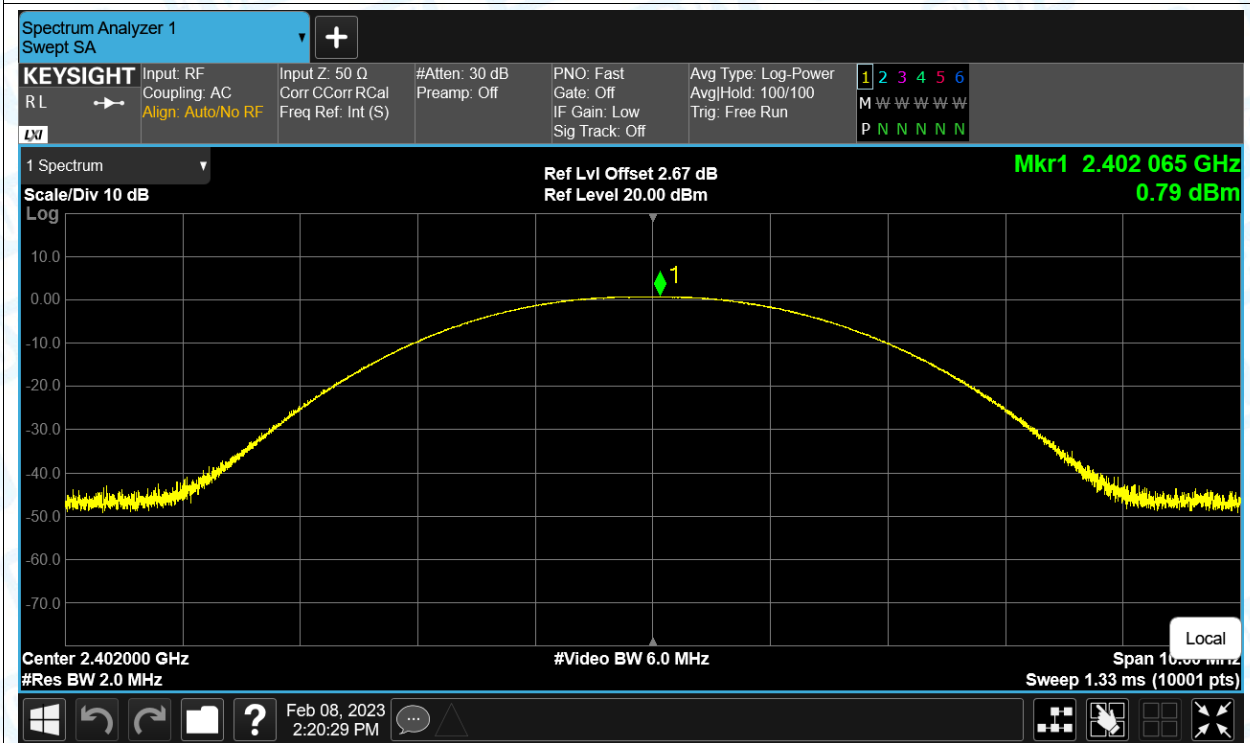 Spectrum Analyzer 1
Swept SA
KEYSIGHT
R L
LXI
Input: RF
Coupling: AC
Align: Auto/No RF
Input Z: 50 Ω
Corr CCorr RCal
Freq Ref: Int (S)
#Atten: 30 dB
Preamp: Off
PNO: Fast
Gate: Off
IF Gain: Low
Sig Track: Off
Avg Type: Log-Power
Avg|Hold: 100/100
Trig: Free Run
1 2 3 4 5 6
M W W W W W
P N N N N N
1 Spectrum
Scale/Div 10 dB
Log
Ref Lvl Offset 2.67 dB
Ref Level 20.00 dBm
Mkr1 2.402 065 GHz
0.79 dBm
10.0
0.00
-10.0
-20.0
-30.0
-40.0
-50.0
-60.0
-70.0
1
Local
Center 2.402000 GHz
#Res BW 2.0 MHz
#Video BW 6.0 MHz
Span 10.00 MHz
Sweep 1.33 ms (10001 pts)
?
Feb 08, 2023
2:20:29 PM